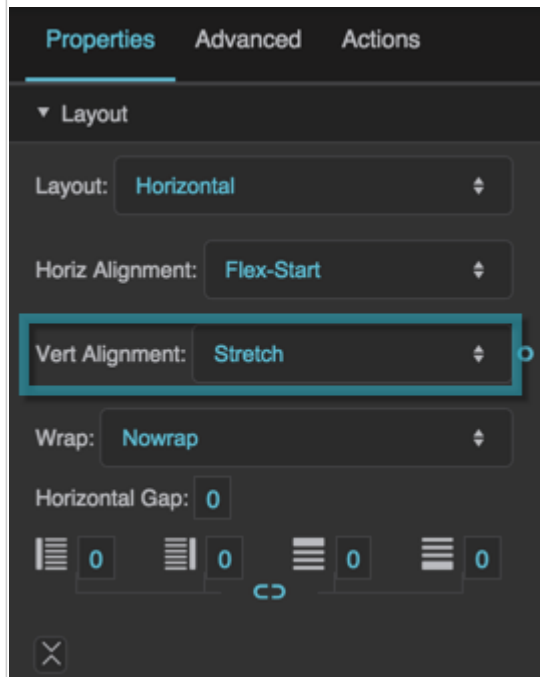 Properties Advanced Actions
Layout
Layout: Horizontal
Horiz Alignment: Flex-Start
Vert Alignment: Stretch
Wrap: Nowrap
Horizontal Gap: 0
0 0 0 0